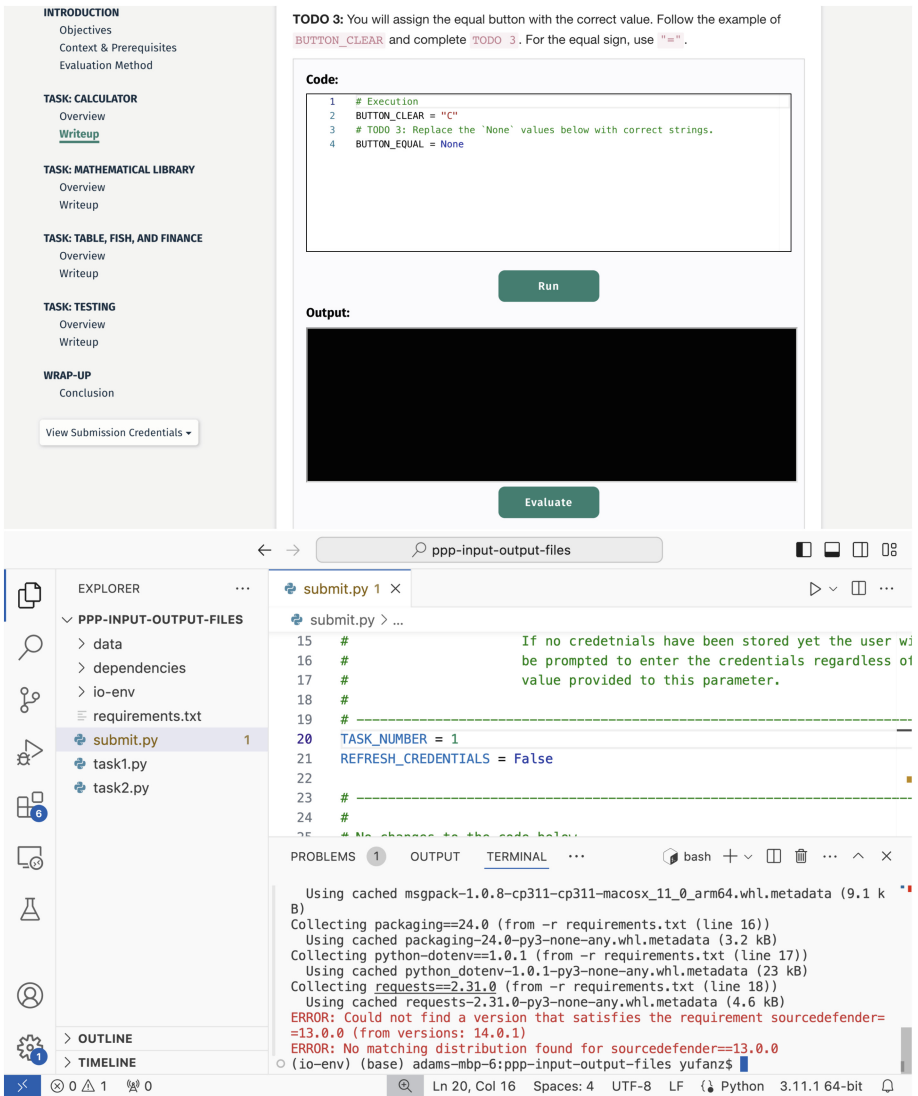 INTRODUCTION
Objectives
Context & Prerequisites
Evaluation Method
TASK: CALCULATOR
Overview
Writeup
TASK: MATHEMATICAL LIBRARY
Overview
Writeup
TASK: TABLE, FISH, AND FINANCE
Overview
Writeup
TASK: TESTING
Overview
Writeup
WRAP-UP
Conclusion
View Submission Credentials
TODO 3: You will assign the equal button with the correct value. Follow the example of
BUTTON_CLEAR and complete TODO 3. For the equal sign, use "=".
Code:
1 # Execution
2 BUTTON_CLEAR = "C"
3 # TODO 3: Replace the `None` values below with correct strings.
4 BUTTON_EQUAL = None
Run
Output:
Evaluate
ppp-input-output-files
EXPLORER
PPP-INPUT-OUTPUT-FILES
data
dependencies
io-env
requirements.txt
submit.py 1
task1.py
task2.py
OUTLINE
TIMELINE
6
1
submit.py 1
submit.py > ...
15 # If no credetnials have been stored yet the user wi
16 # be prompted to enter the credentials regardless of
17 # value provided to this parameter.
18 #
19 # ----------------------------------------------------------------
20 TASK_NUMBER = 1
21 REFRESH_CREDENTIALS = False
22
23 # ----------------------------------------------------------------
24 #
25 # No changes to the code below
PROBLEMS 1 OUTPUT TERMINAL ... bash
Using cached msgpack-1.0.8-cp311-cp311-macosx_11_0_arm64.whl.metadata (9.1 k
B)
Collecting packaging==24.0 (from -r requirements.txt (line 16))
Using cached packaging-24.0-py3-none-any.whl.metadata (3.2 kB)
Collecting python-dotenv==1.0.1 (from -r requirements.txt (line 17))
Using cached python_dotenv-1.0.1-py3-none-any.whl.metadata (23 kB)
Collecting requests==2.31.0 (from -r requirements.txt (line 18))
Using cached requests-2.31.0-py3-none-any.whl.metadata (4.6 kB)
ERROR: Could not find a version that satisfies the requirement sourcedefender=
=13.0.0 (from versions: 14.0.1)
ERROR: No matching distribution found for sourcedefender==13.0.0
(io-env) (base) adams-mbp-6:ppp-input-output-files yufanz$
0 1 0 Ln 20, Col 16 Spaces: 4 UTF-8 LF Python 3.11.1 64-bit